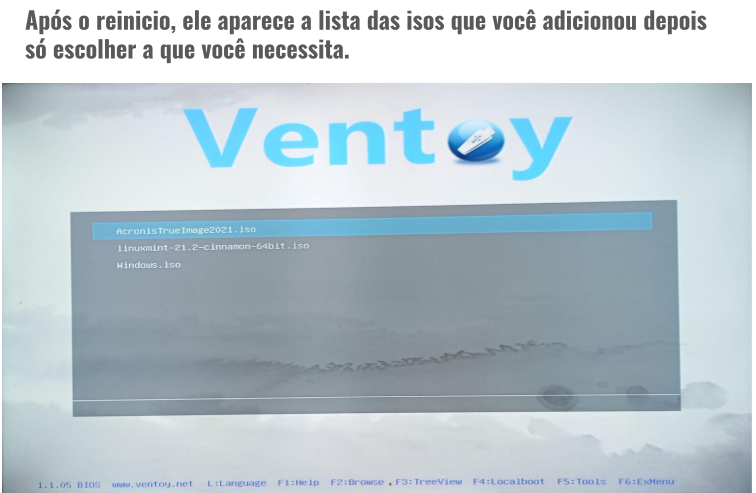 Após o reinicio, ele aparece a lista das isos que você adicionou depois
só escolher a que você necessita.
Ventoy
AcronisTrueImage2021.iso
linuxmint-21.2-cinnamon-64bit.iso
Windows.iso
1.1.05 BIOS www.ventoy.net L:Language F1:Help F2:Browse F3:TreeView F4:Localboot F5:Tools F6:ExMenu